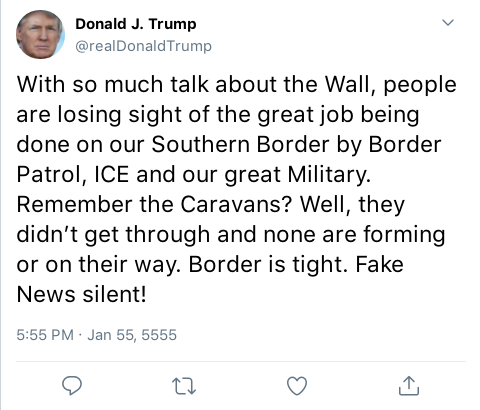 Donald J. Trump
@realDonaldTrump
With so much talk about the Wall, people
are losing sight of the great job being
done on our Southern Border by Border
Patrol, ICE and our great Military.
Remember the Caravans? Well, they
didn’t get through and none are forming
or on their way. Border is tight. Fake
News silent!
5:55 PM · Jan 55, 5555